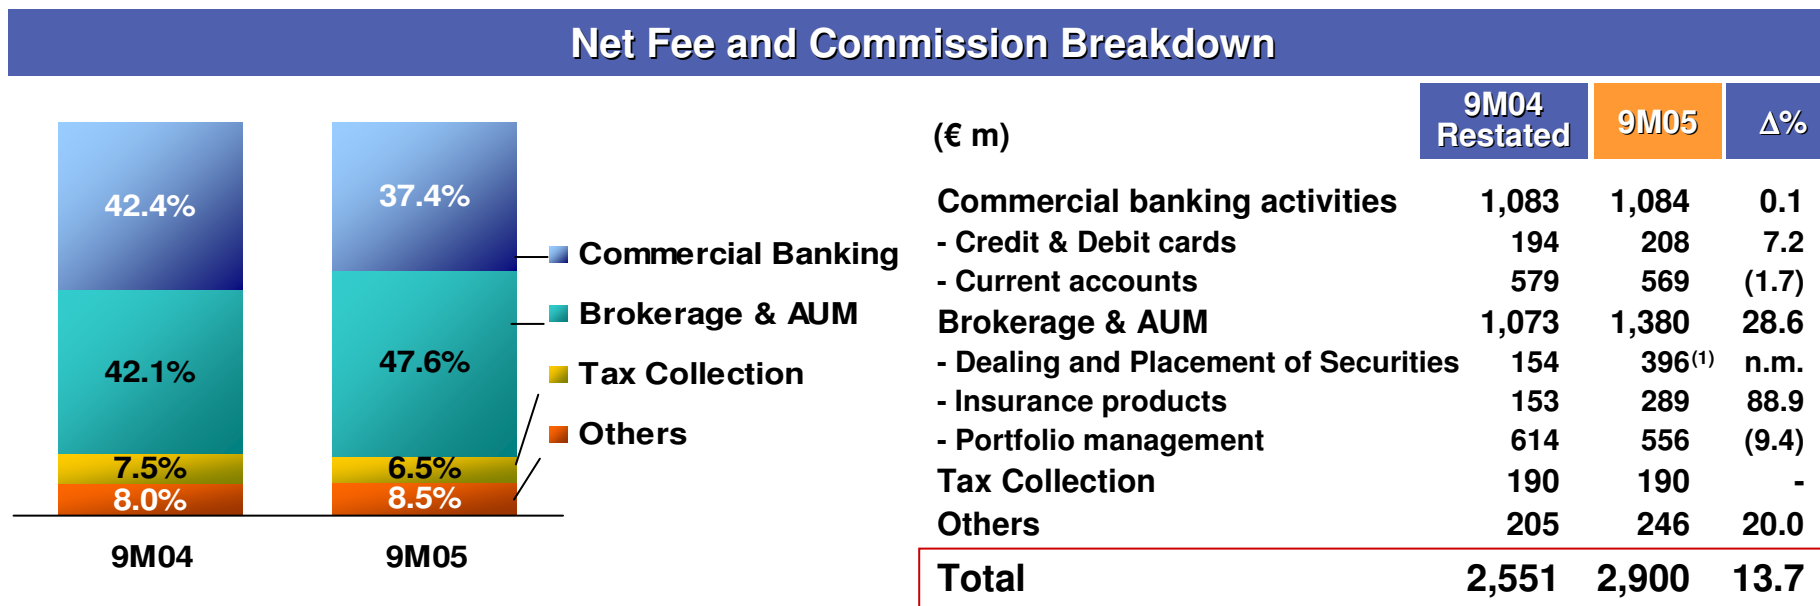 Net Fee and Commission Breakdown
42.4%
42.1%
7.5%
8.0%
9M04
37.4%
47.6%
6.5%
8.5%
9M05
Commercial Banking
Brokerage & AUM
Tax Collection
Others
(€ m) 9M04 Restated 9M05 Δ%
Commercial banking activities 1,083 1,084 0.1
- Credit & Debit cards 194 208 7.2
- Current accounts 579 569 (1.7)
Brokerage & AUM 1,073 1,380 28.6
- Dealing and Placement of Securities 154 396(1) n.m.
- Insurance products 153 289 88.9
- Portfolio management 614 556 (9.4)
Tax Collection 190 190 -
Others 205 246 20.0
Total 2,551 2,900 13.7